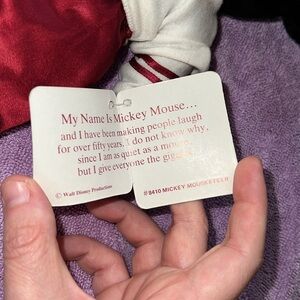 My Name Is Mickey Mouse...
and I have been making people laugh
for over fifty years. I do not know why,
since I am as quiet as a mouse,
but I give everyone the giggles.
© Walt Disney Productions
#8410 MICKEY MOUSKETEER